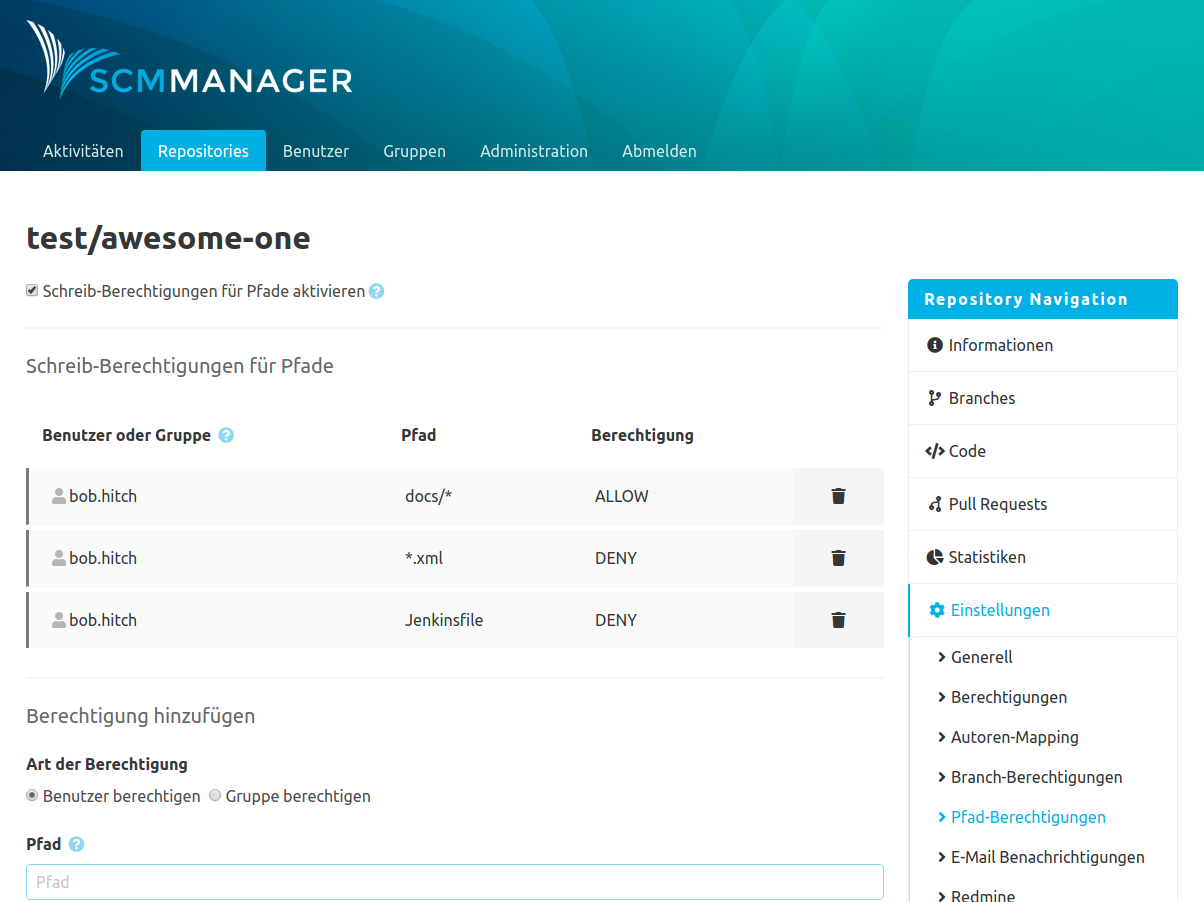 SCMMANAGER
Aktivitäten Repositories Benutzer Gruppen Administration Abmelden
test/awesome-one
Schreib-Berechtigungen für Pfade aktivieren ?
Schreib-Berechtigungen für Pfade
Benutzer oder Gruppe ? Pfad Berechtigung
bob.hitch docs/* ALLOW
bob.hitch *.xml DENY
bob.hitch Jenkinsfile DENY
Berechtigung hinzufügen
Art der Berechtigung
Benutzer berechtigen Gruppe berechtigen
Pfad ?
Pfad
Repository Navigation
Informationen
Branches
Code
Pull Requests
Statistiken
Einstellungen
Generell
Berechtigungen
Autoren-Mapping
Branch-Berechtigungen
Pfad-Berechtigungen
E-Mail Benachrichtigungen
Redmine